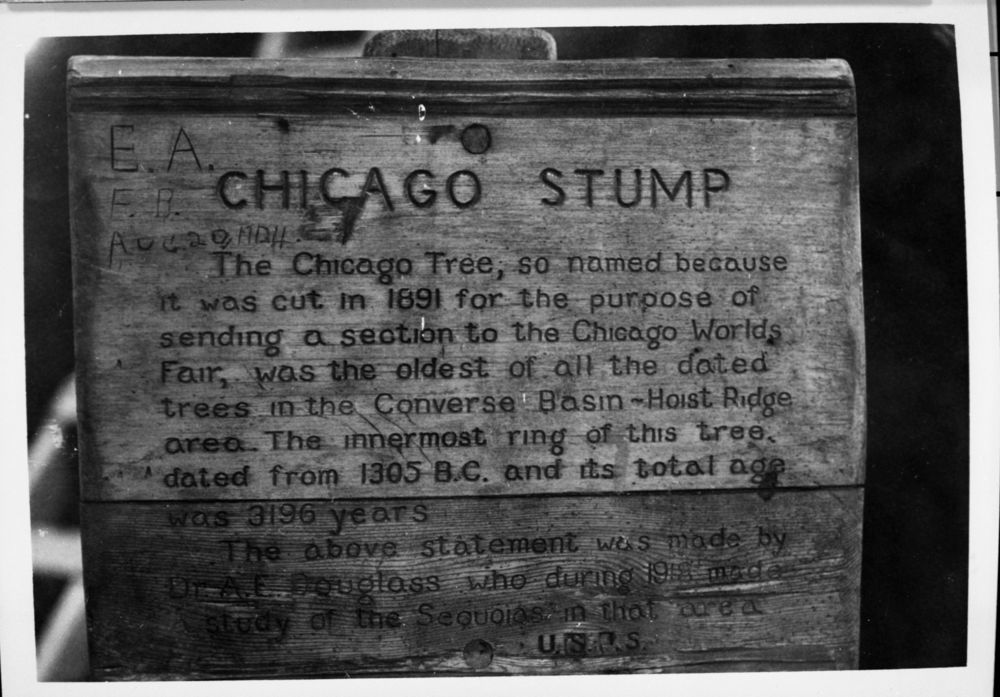 E. A.
E. B.
AUG. 20,
CHICAGO STUMP
The Chicago Tree, so named because
it was cut in 1891 for the purpose of
sending a section to the Chicago Worlds
Fair, was the oldest of all the dated
trees in the Converse Basin-Hoist Ridge
area. The innermost ring of this tree.
dated from 1305 B.C. and its total age
was 3196 years
The above statement was made by
Dr. A.E. Douglass who during 1918 made
study of the Sequoias in that area
U.S.F.S.